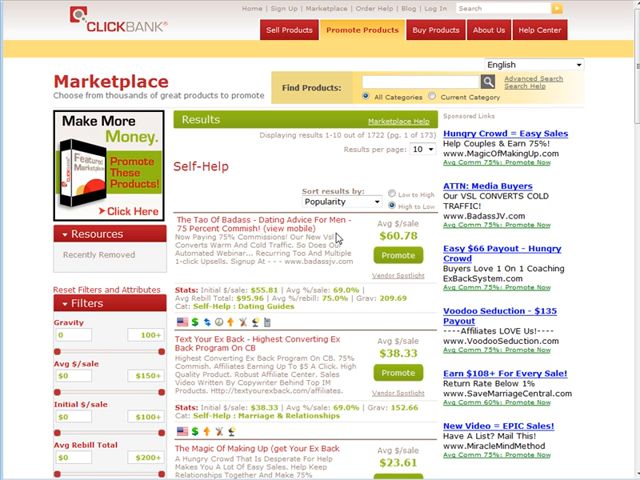 Home | Sign Up | Marketplace | Order Help | Blog | Log In
Search
CLICKBANK®
Sell Products
Promote Products
Buy Products
About Us
Help Center
English
Marketplace
Choose from thousands of great products to promote
Find Products:
Advanced Search
Search Help
All Categories
Current Category
Make More
Money.
Featured
Marketplace
Promote
These
Products!
Click Here
Resources
Recently Removed
Reset Filters and Attributes
Filters
Gravity
0
100+
Avg $/sale
$0
$150+
Initial $/sale
$0
$100+
Avg Rebill Total
$0
$200+
Results
Marketplace Help
Displaying results 1-10 out of 1722 (pg. 1 of 173)
Results per page: 10
Self-Help
Sort results by:
Popularity
Low to High
High to Low
The Tao Of Badass - Dating Advice For Men -
75 Percent Commish! (view mobile)
Now Paying 75% Commissions! Our New Vsl
Converts Warm And Cold Traffic. So Does Our
Automated Webinar... Recurring Too And Multiple
1-click Upsells. Signup At - - - www.badassjv.com
Avg $/sale
$60.78
Promote
Vendor Spotlight
Stats: Initial $/sale: $55.81 | Avg %/sale: 69.0% |
Avg Rebill Total: $95.96 | Avg %/rebill: 75.0% | Grav: 209.69
Cat: Self-Help : Dating Guides
Text Your Ex Back - Highest Converting Ex
Back Program On CB
Highest Converting Ex Back Program On CB. 75%
Commish. Affiliates Earning Up To $5 A Click. High
Quality Product. Robust Affiliate Center. Sales
Video Written By Copywriter Behind Top IM
Products. Http://textyourexback.com/affiliates.
Avg $/sale
$38.33
Promote
Vendor Spotlight
Stats: Initial $/sale: $38.33 | Avg %/sale: 69.0% | Grav: 152.66
Cat: Self-Help : Marriage & Relationships
The Magic Of Making Up (get Your Ex Back
A Hungry Crowd That Is Desperate For Help
Makes You A Lot Of Easy Sales. Help Keep
Relationships Together And Make 75%
Avg $/sale
$23.61
Sponsored Links
Hungry Crowd = Easy Sales
Help Couples & Earn 75%!
www.MagicOfMakingUp.com
Avg Comm 75%: Promote Now
ATTN: Media Buyers
Our VSL CONVERTS COLD
TRAFFIC!
www.BadassJV.com
Avg Comm 75%: Promote Now
Easy $66 Payout - Hungry
Crowd
Buyers Love 1 On 1 Coaching
ExBackSystem.com
Avg Comm 75%: Promote Now
Voodoo Seduction - $135
Payout
----Affiliates LOVE Us!----
www.VoodooSeduction.com
Avg Comm 75%: Promote Now
Earn $108+ For Every Sale!
Return Rate Below 1%
www.SaveMarriageCentral.com
Avg Comm 60%: Promote Now
New Video = EPIC Sales!
Have A List? Mail This!
www.MiracleMindMethod
Avg Comm 75%: Promote Now